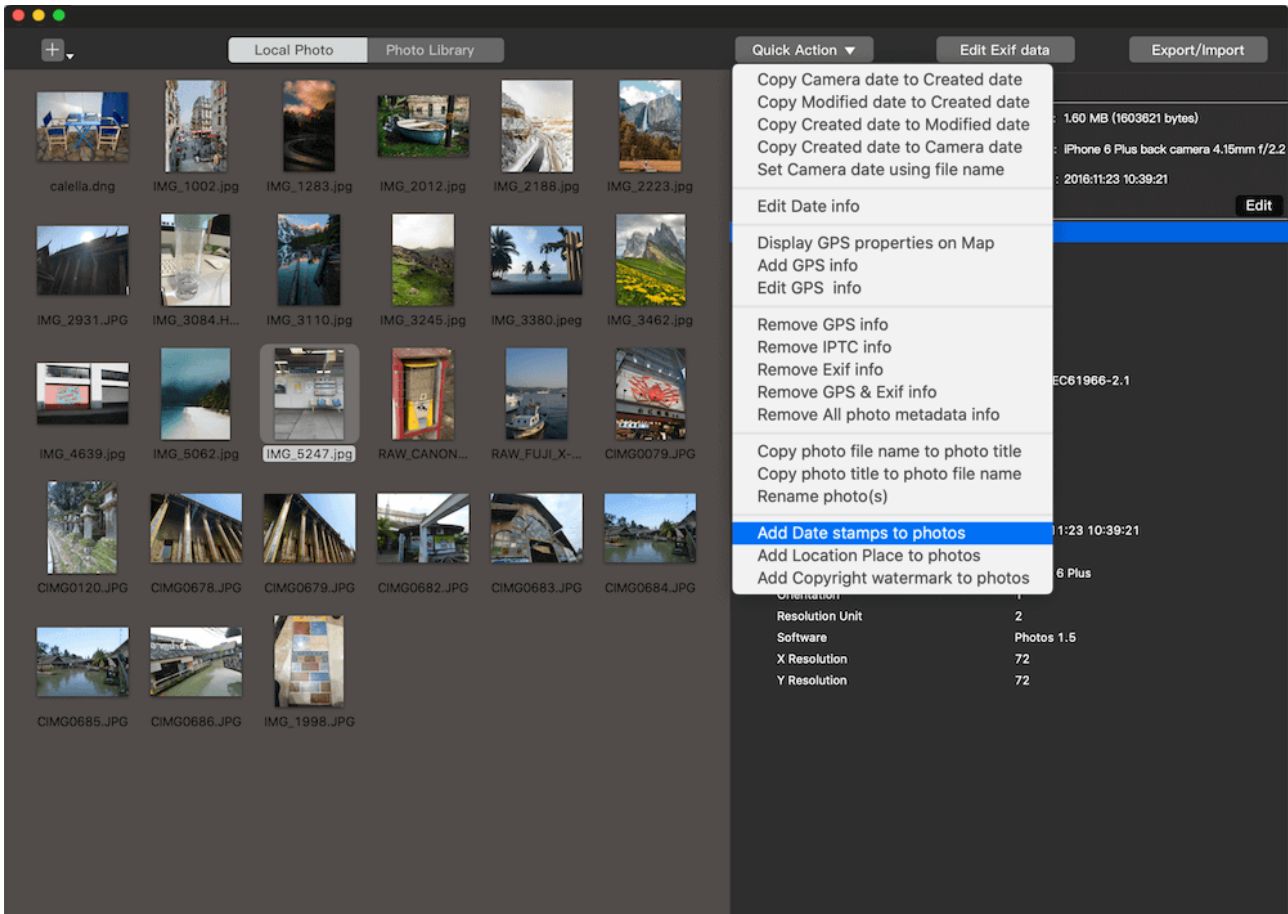 Local Photo
Photo Library
Quick Action ▼
Edit Exif data
Export/Import
calella.dng
IMG_1002.jpg
IMG_1283.jpg
IMG_2012.jpg
IMG_2188.jpg
IMG_2223.jpg
IMG_2931.JPG
IMG_3084.H...
IMG_3110.jpg
IMG_3245.jpg
IMG_3380.jpeg
IMG_3462.jpg
IMG_4639.jpg
IMG_5062.jpg
IMG_5247.jpg
RAW_CANON...
RAW_FUJI_X-...
CIMG0079.JPG
CIMG0120.JPG
CIMG0678.JPG
CIMG0679.JPG
CIMG0682.JPG
CIMG0683.JPG
CIMG0684.JPG
CIMG0685.JPG
CIMG0686.JPG
IMG_1998.JPG
Copy Camera date to Created date
Copy Modified date to Created date
Copy Created date to Modified date
Copy Created date to Camera date
Set Camera date using file name
Edit Date info
Display GPS properties on Map
Add GPS info
Edit GPS info
Remove GPS info
Remove IPTC info
Remove Exif info
Remove GPS & Exif info
Remove All photo metadata info
Copy photo file name to photo title
Copy photo title to photo file name
Rename photo(s)
Add Date stamps to photos
Add Location Place to photos
Add Copyright watermark to photos
: 1.60 MB (1603621 bytes)
: iPhone 6 Plus back camera 4.15mm f/2.2
: 2016:11:23 10:39:21
Edit
EC61966-2.1
11:23 10:39:21
6 Plus
Orientation 1
Resolution Unit 2
Software Photos 1.5
X Resolution 72
Y Resolution 72